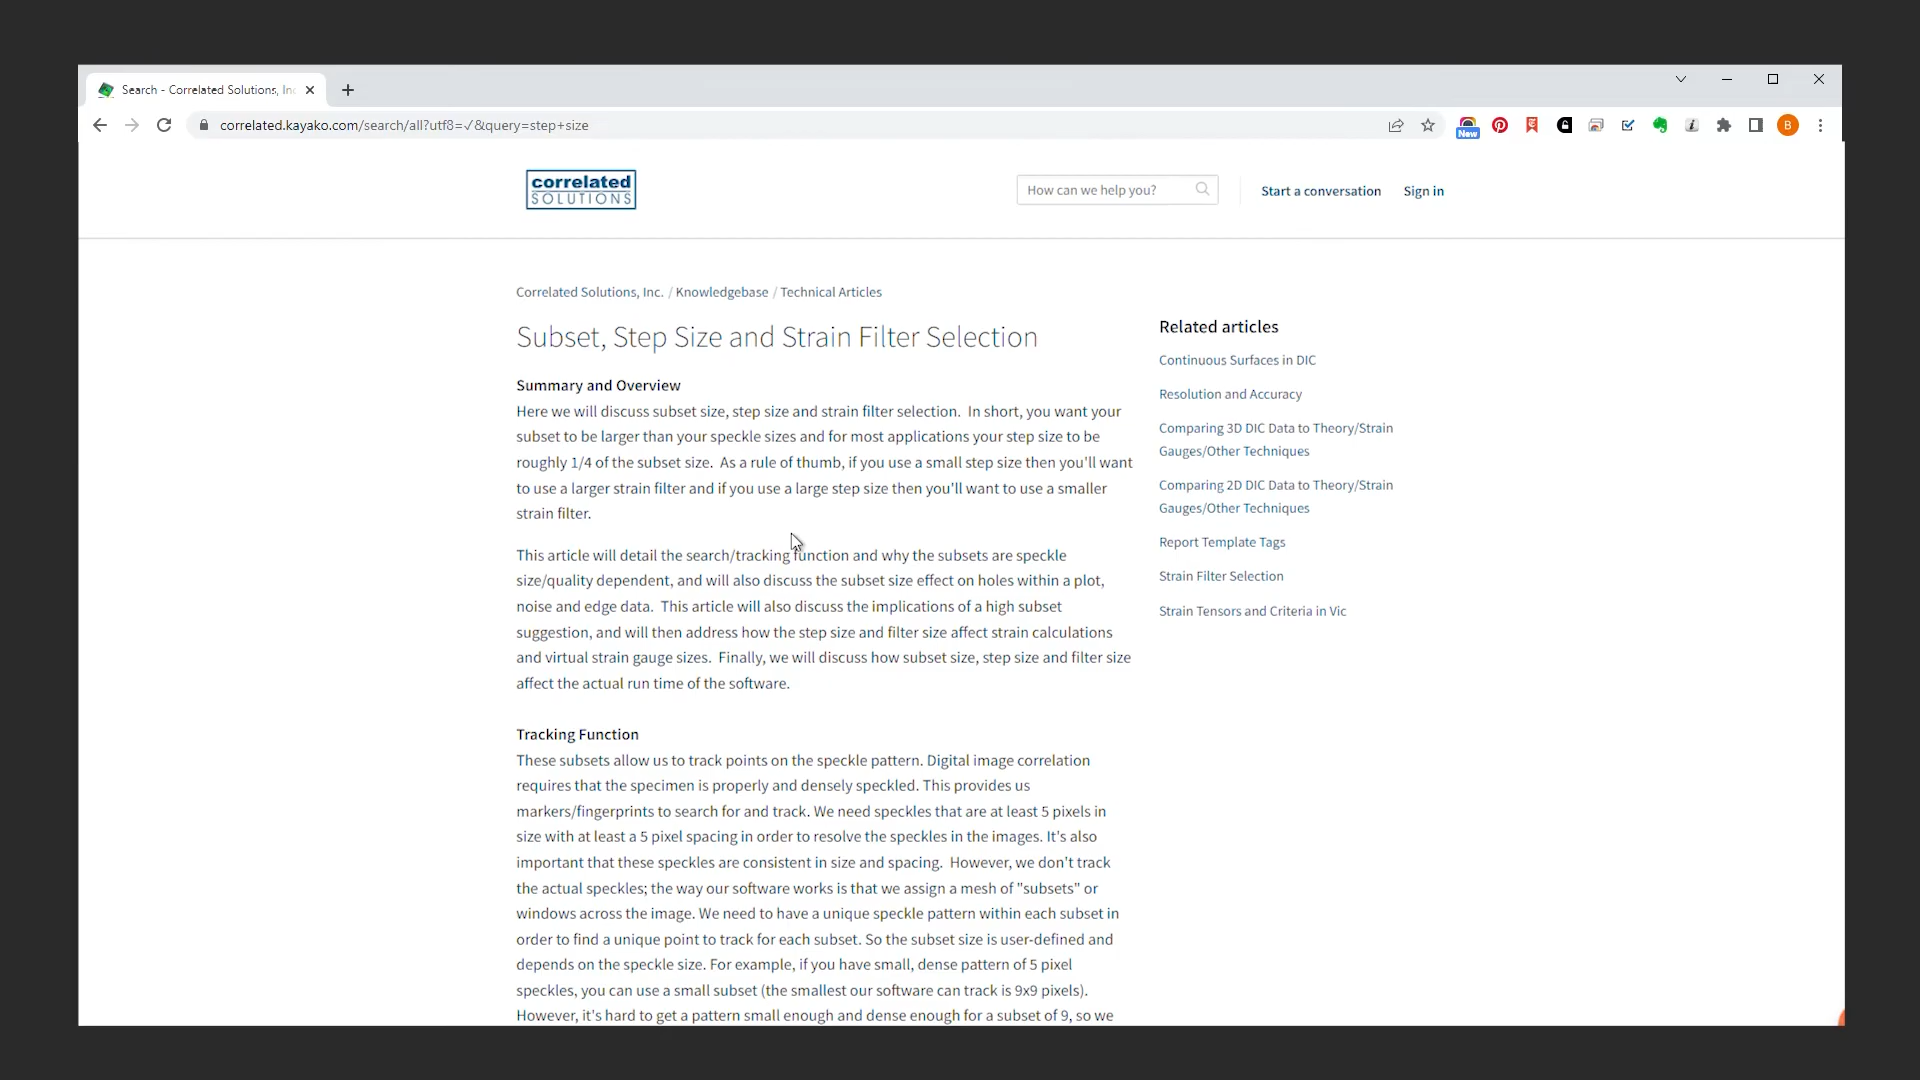 Search - Correlated Solutions, Inc
correlated.kayako.com/search/all?utf8=✓&query=step+size
New
B
correlated
SOLUTIONS
How can we help you?
Start a conversation
Sign in
Correlated Solutions, Inc. / Knowledgebase / Technical Articles
Subset, Step Size and Strain Filter Selection
Summary and Overview
Here we will discuss subset size, step size and strain filter selection.  In short, you want your
subset to be larger than your speckle sizes and for most applications your step size to be
roughly 1/4 of the subset size.  As a rule of thumb, if you use a small step size then you'll want
to use a larger strain filter and if you use a large step size then you'll want to use a smaller
strain filter.
This article will detail the search/tracking function and why the subsets are speckle
size/quality dependent, and will also discuss the subset size effect on holes within a plot,
noise and edge data.  This article will also discuss the implications of a high subset
suggestion, and will then address how the step size and filter size affect strain calculations
and virtual strain gauge sizes.  Finally, we will discuss how subset size, step size and filter size
affect the actual run time of the software.
Tracking Function
These subsets allow us to track points on the speckle pattern. Digital image correlation
requires that the specimen is properly and densely speckled. This provides us
markers/fingerprints to search for and track. We need speckles that are at least 5 pixels in
size with at least a 5 pixel spacing in order to resolve the speckles in the images. It's also
important that these speckles are consistent in size and spacing.  However, we don't track
the actual speckles; the way our software works is that we assign a mesh of "subsets" or
windows across the image. We need to have a unique speckle pattern within each subset in
order to find a unique point to track for each subset. So the subset size is user-defined and
depends on the speckle size. For example, if you have small, dense pattern of 5 pixel
speckles, you can use a small subset (the smallest our software can track is 9x9 pixels).
However, it's hard to get a pattern small enough and dense enough for a subset of 9, so we
Related articles
Continuous Surfaces in DIC
Resolution and Accuracy
Comparing 3D DIC Data to Theory/Strain
Gauges/Other Techniques
Comparing 2D DIC Data to Theory/Strain
Gauges/Other Techniques
Report Template Tags
Strain Filter Selection
Strain Tensors and Criteria in Vic